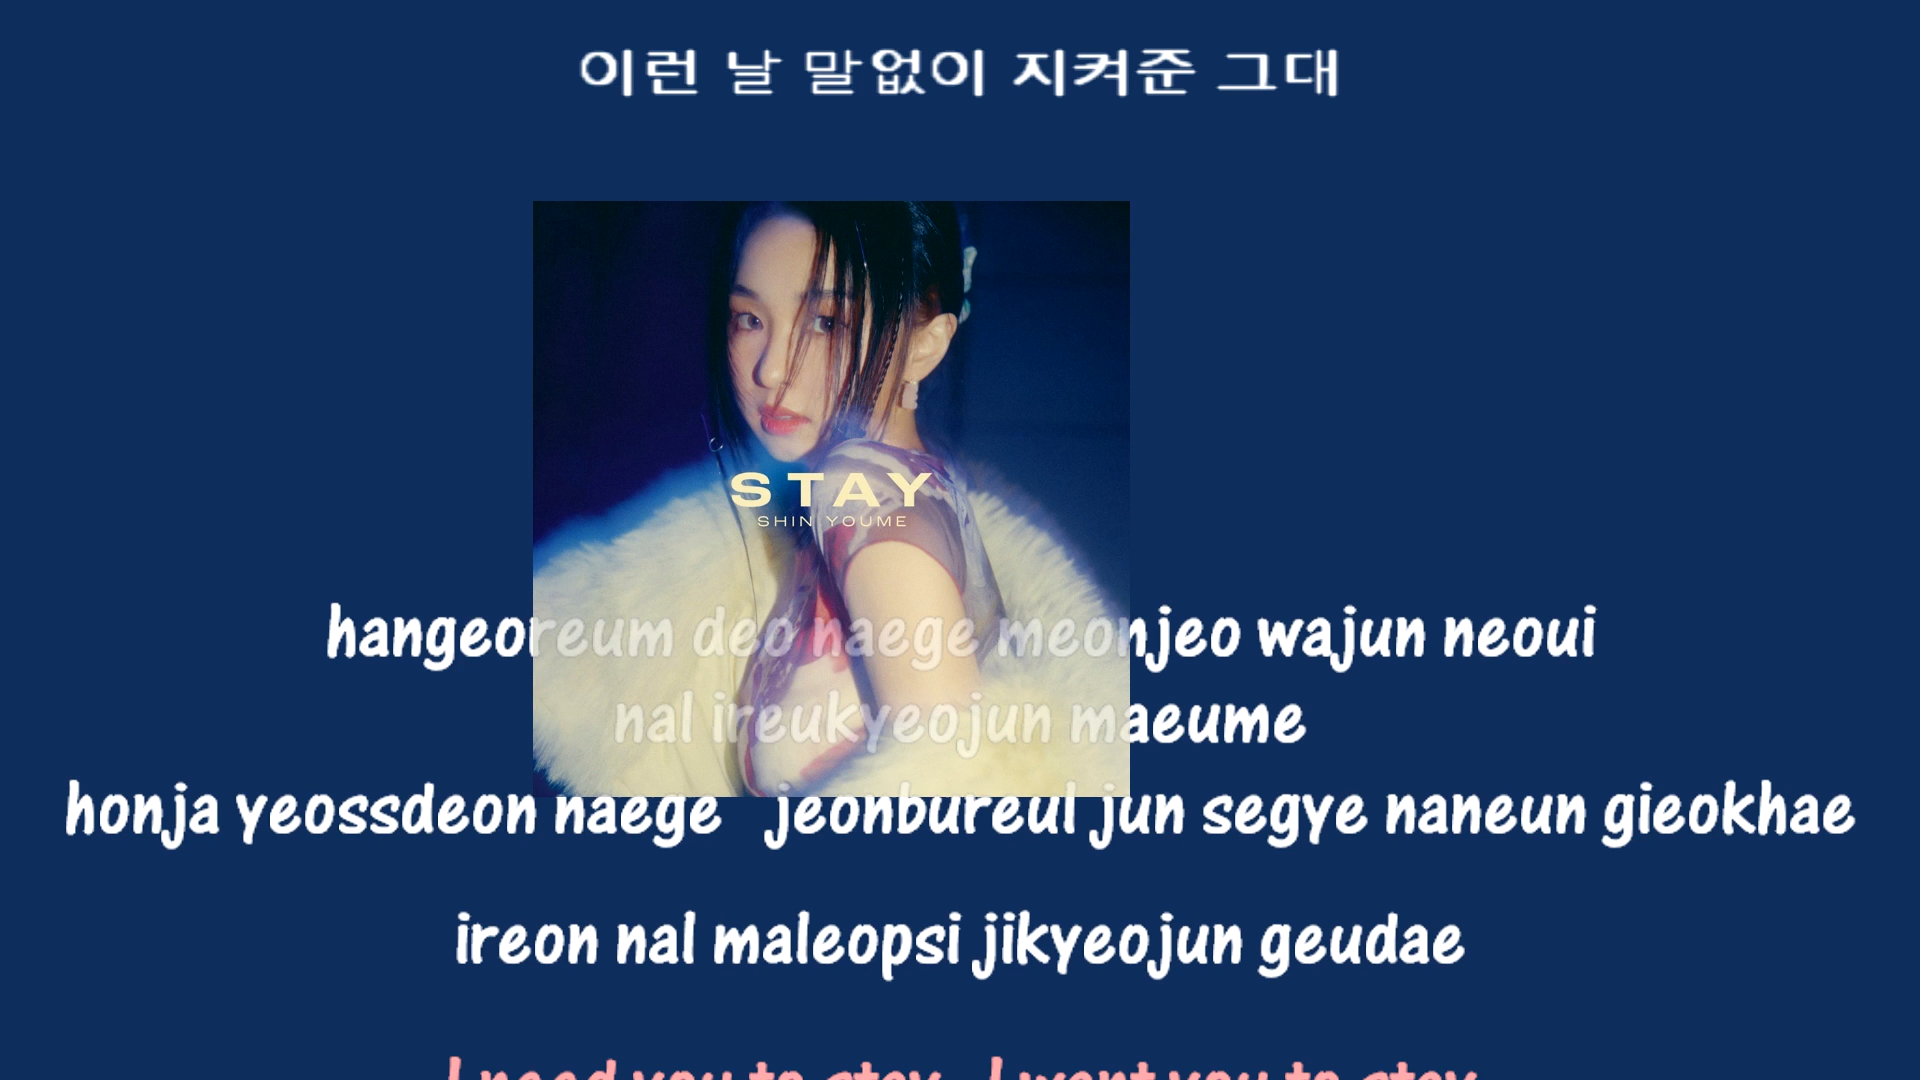 이런 날 말없이 지켜준 그대
STAY
SHIN YOUME
hangeoreum deo naege meonjeo wajun neoui
nal ireukyeojun maeume
honja yeossdeon naege jeonbureul jun segye naneun gieokhae
ireon nal maleopsi jikyeojun geudae
I need you to stay I want you to stay